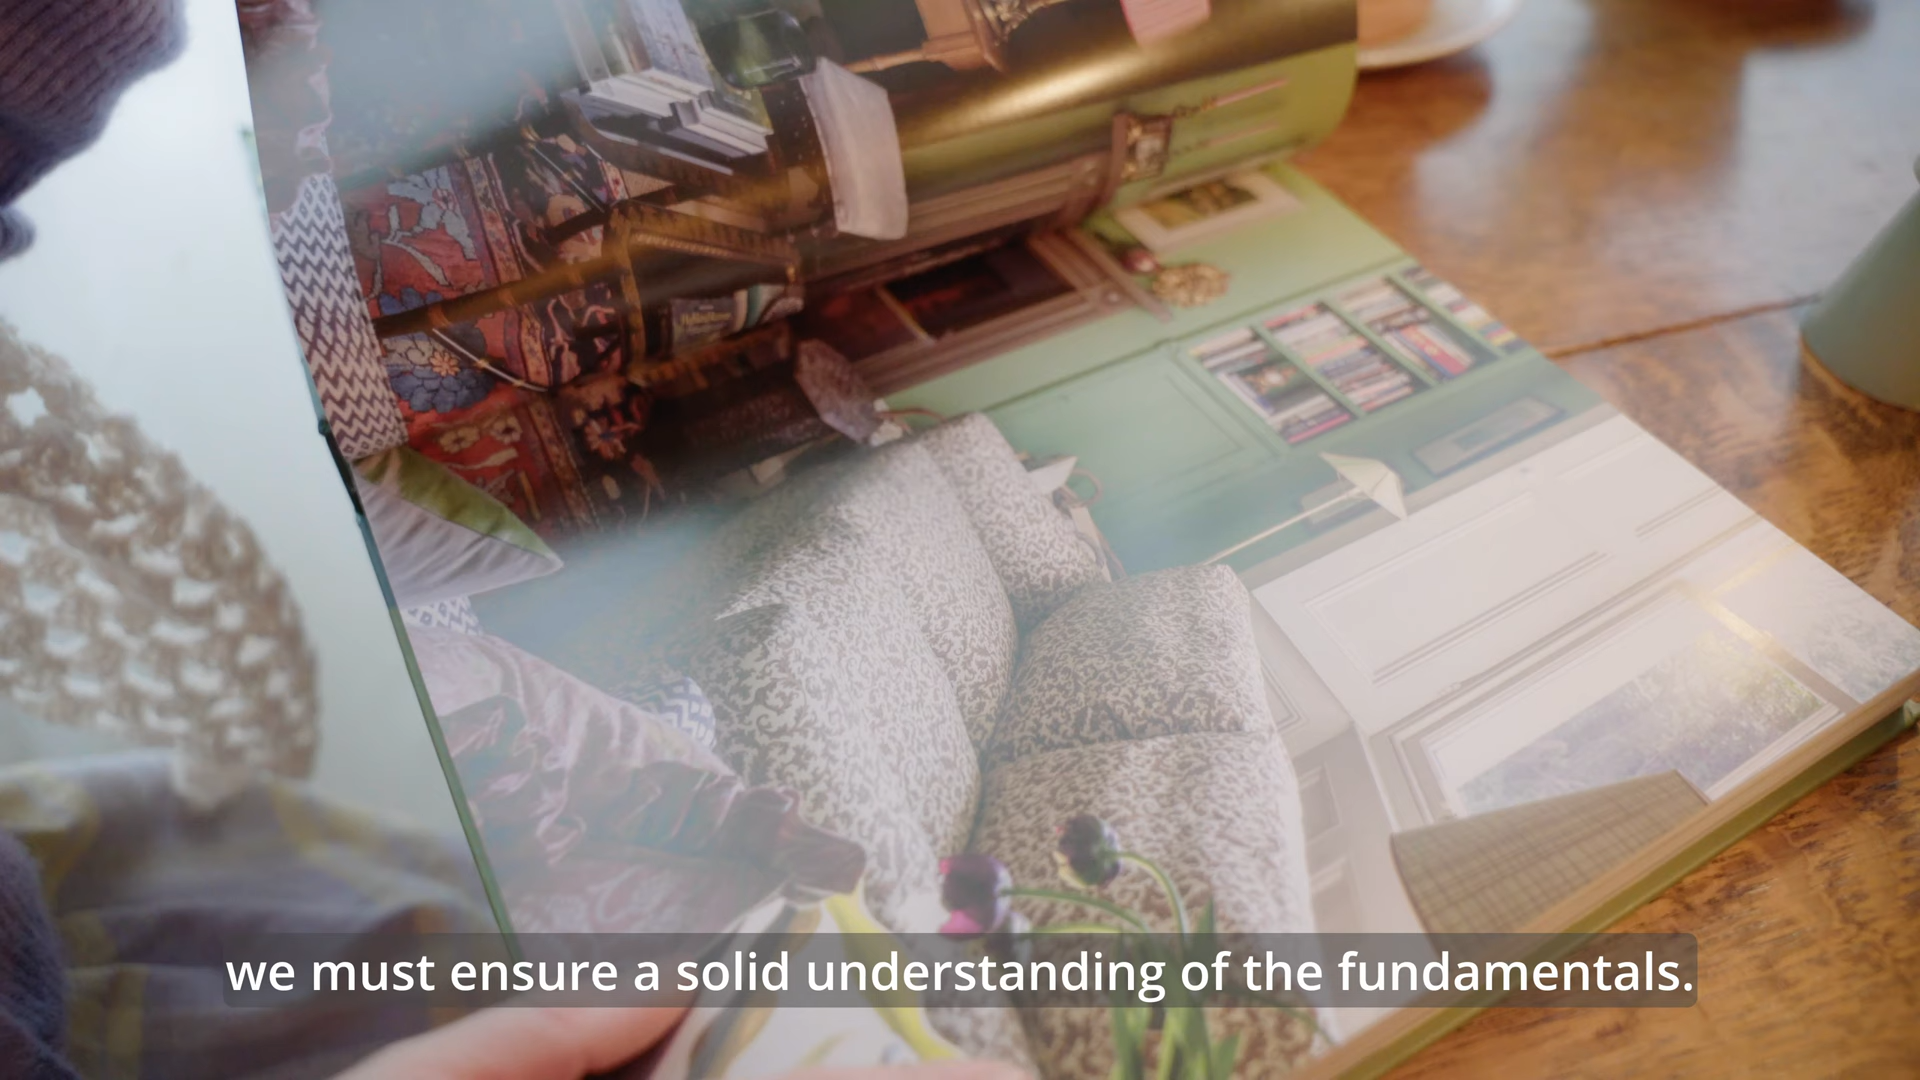 we must ensure a solid understanding of the fundamentals.